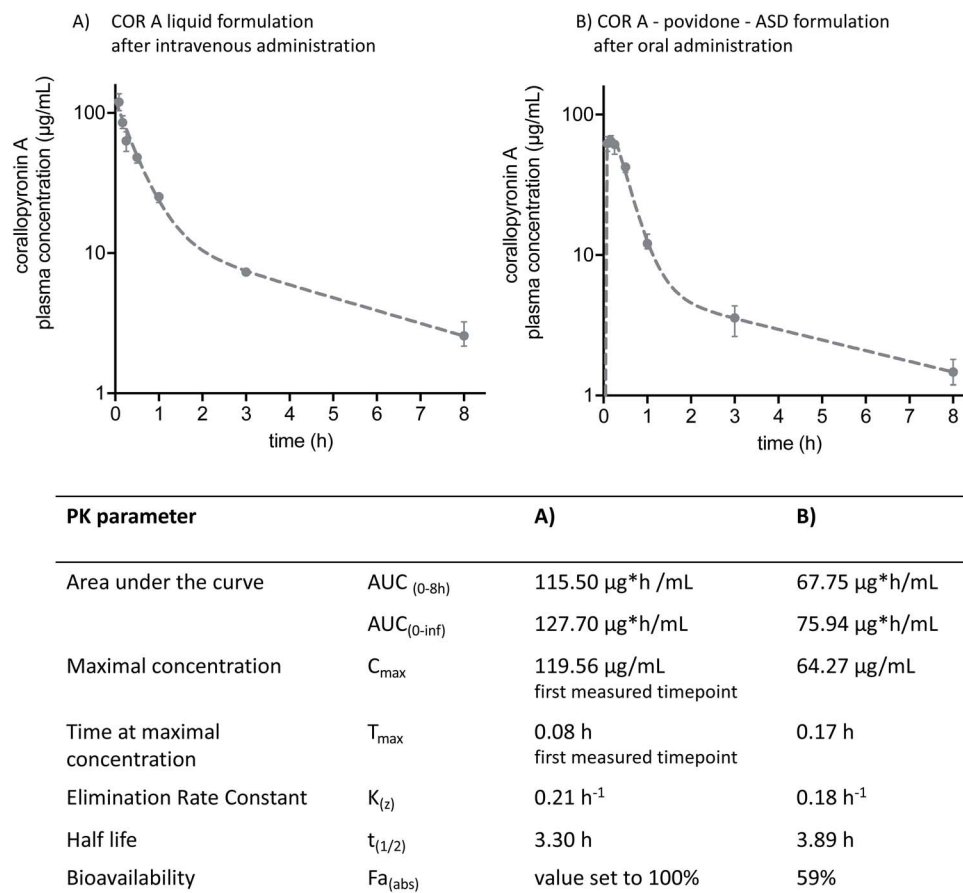 A) COR A liquid formulation
after intravenous administration
B) COR A - povidone - ASD formulation
after oral administration
corallopyronin A
plasma concentration (µg/mL)
100
10
1
0 1 2 3 4 5 6 7 8
time (h)
corallopyronin A
plasma concentration (µg/mL)
100
10
1
0 1 2 3 4 5 6 7 8
time (h)
PK parameter A) B)
Area under the curve AUC (0-8h) 115.50 µg*h /mL 67.75 µg*h/mL
AUC(0-inf) 127.70 µg*h/mL 75.94 µg*h/mL
Maximal concentration Cmax 119.56 µg/mL 64.27 µg/mL
first measured timepoint
Time at maximal Tmax 0.08 h 0.17 h
concentration first measured timepoint
Elimination Rate Constant K(z) 0.21 h-1 0.18 h-1
Half life t(1/2) 3.30 h 3.89 h
Bioavailability Fa(abs) value set to 100% 59%